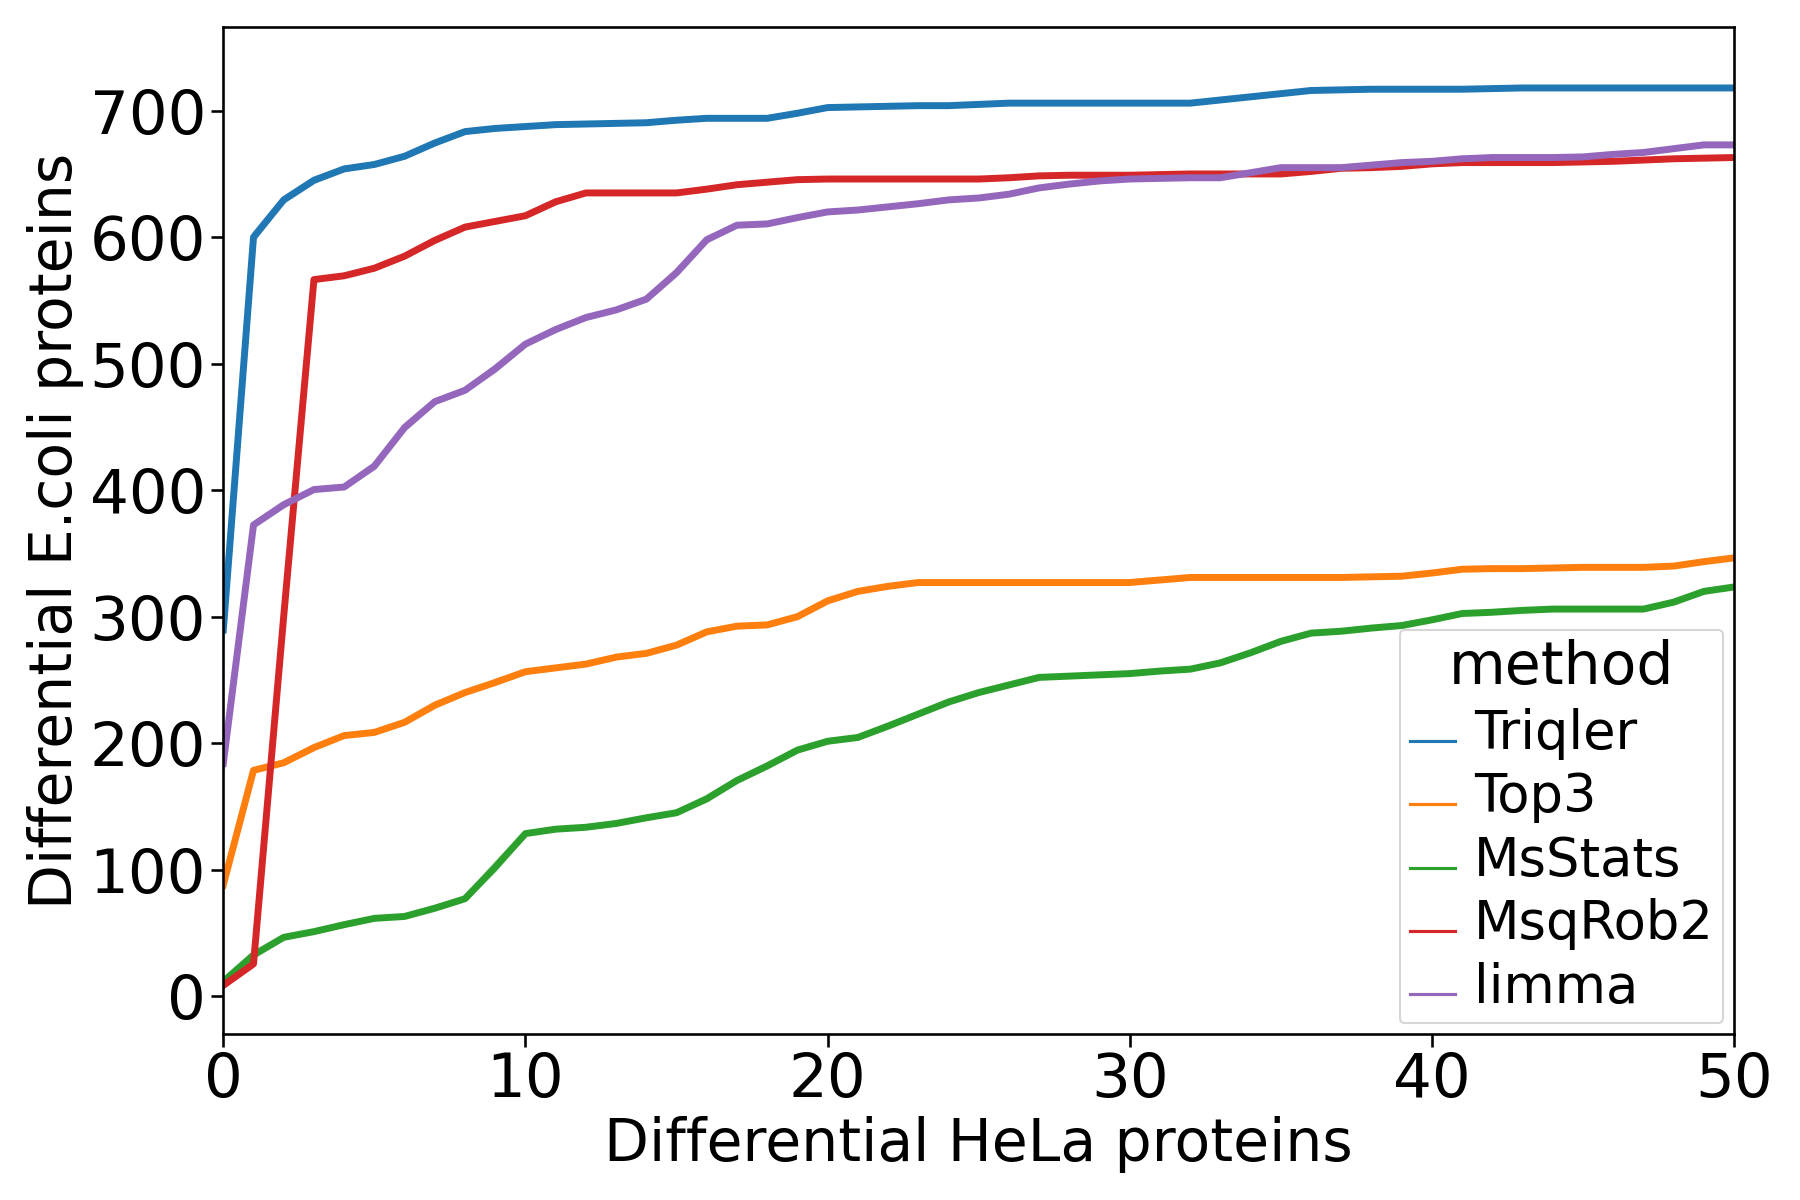 Differential E.coli proteins
700
600
500
400
300
200
100
0
0 10 20 30 40 50
Differential HeLa proteins
method
Triqler
Top3
MsStats
MsqRob2
limma